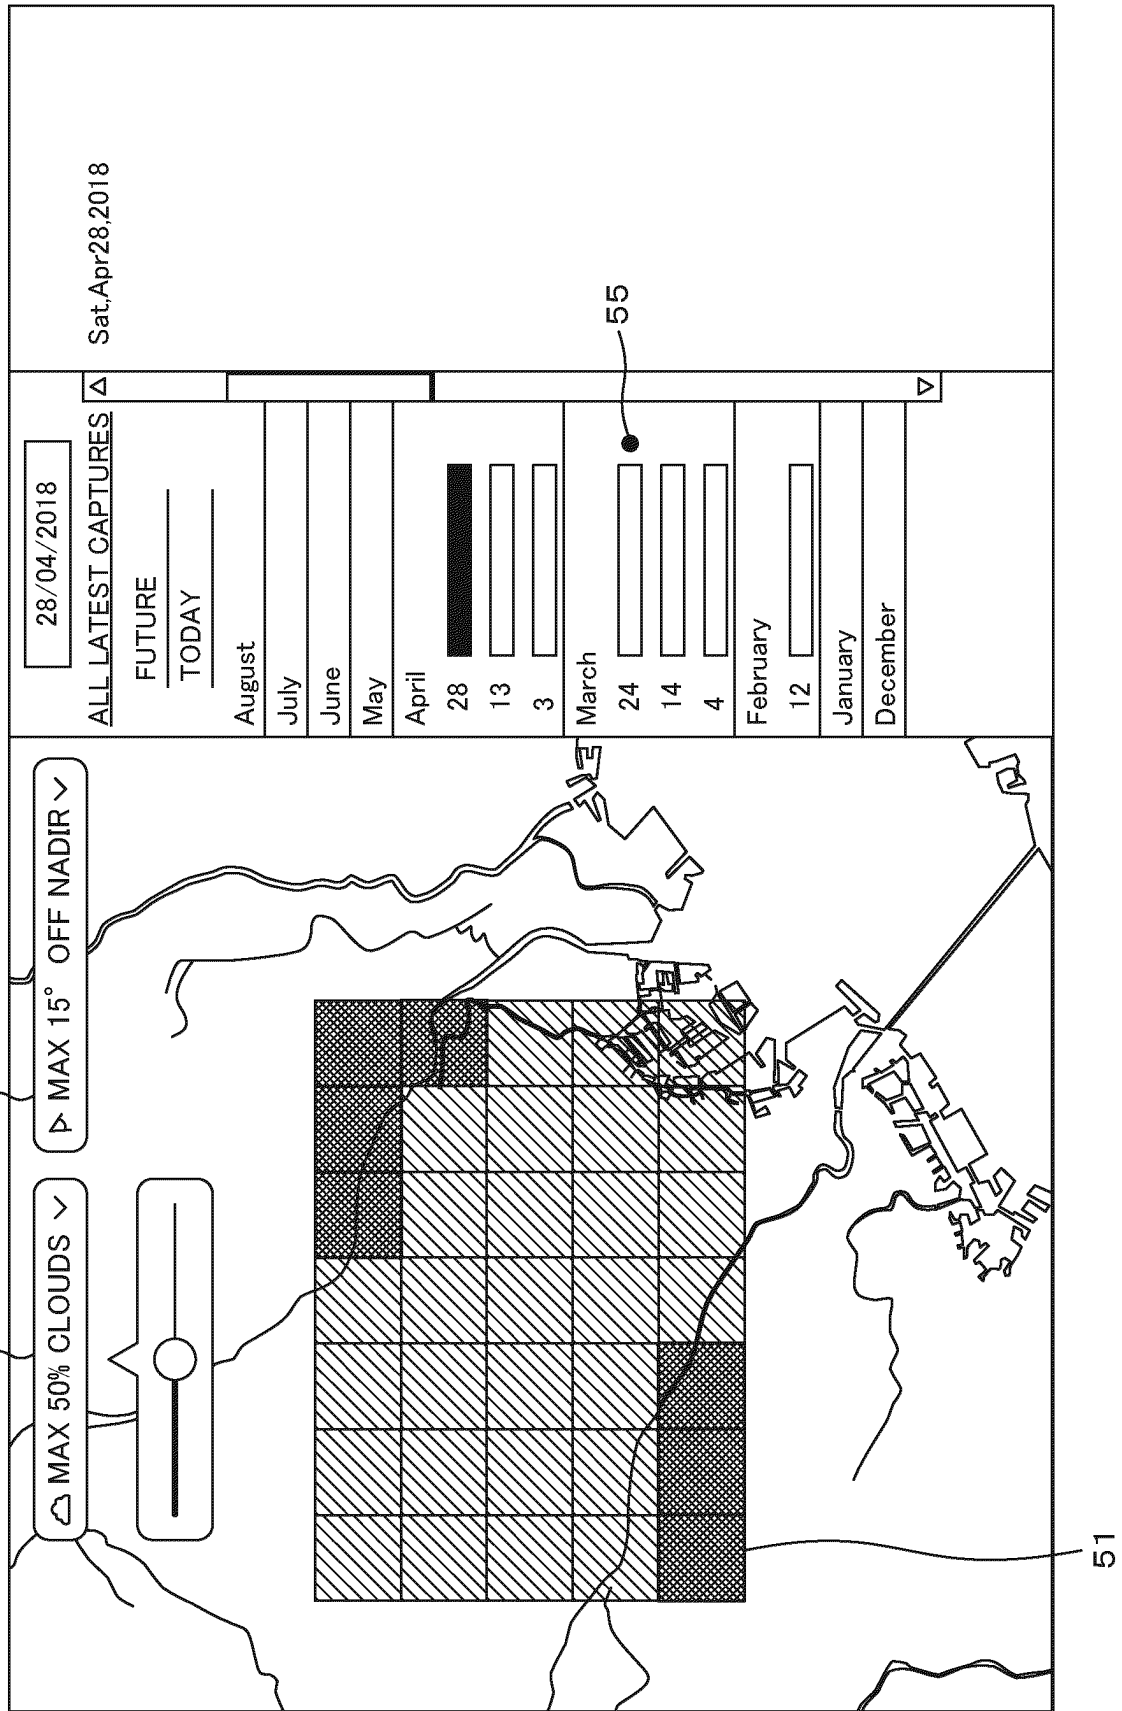 MAX 50% CLOUDS
MAX 15° OFF NADIR
28/04/2018
ALL LATEST CAPTURES
Sat,Apr28,2018
FUTURE
TODAY
August
July
June
May
April
28
13
3
March
24
55
14
4
February
12
January
December
51